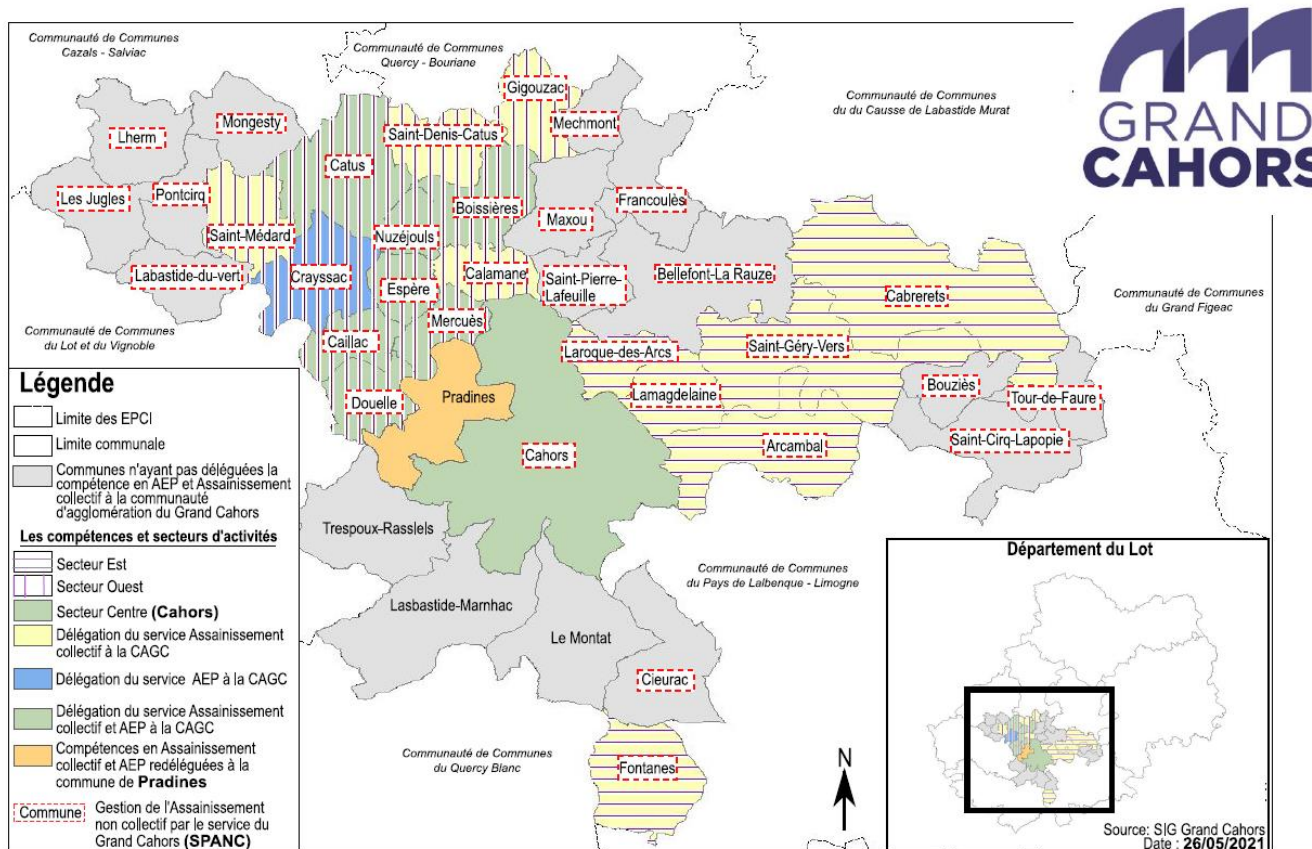 Communauté de Communes
Cazals - Salviac
Communauté de Communes
Quercy - Bouriane
Communauté de Communes
du du Causse de Labastide Murat
GRAND
CAHORS
Gigouzac
Mechmont
Mongesty
Lherm
Saint-Denis-Catus
Catus
Les Jugles
Pontcirq
Boissières
Francoulès
Maxou
Saint-Médard
Nuzéjouls
Labastide-du-vert
Crayssac
Espère
Calamane
Saint-Pierre-
Lafeuille
Bellefont-La Rauze
Cabrerets
Communauté de Communes
du Grand Figeac
Communauté de Communes
du Lot et du Vignoble
Mercuès
Caillac
Laroque-des-Arcs
Saint-Géry-Vers
Douelle
Pradines
Lamagdelaine
Bouziès
Tour-de-Faure
Saint-Cirq-Lapopie
Cahors
Arcambal
Trespoux-Rasslels
Lasbastide-Marnhac
Le Montat
Cieurac
Communauté de Communes
du Pays de Lalbenque - Limogne
Communauté de Communes
du Quercy Blanc
Fontanes
N
Légende
Limite des EPCI
Limite communale
Communes n'ayant pas déléguées la
compétence en AEP et Assainissement
collectif à la communauté
d'agglomération du Grand Cahors
Les compétences et secteurs d'activités
Secteur Est
Secteur Ouest
Secteur Centre (Cahors)
Délégation du service Assainissement
collectif à la CAGC
Délégation du service AEP à la CAGC
Délégation du service Assainissement
collectif et AEP à la CAGC
Compétences en Assainissement
collectif et AEP redéléguées à la
commune de Pradines
Commune
Gestion de l'Assainissement
non collectif par le service du
Grand Cahors (SPANC)
Département du Lot
Source: SIG Grand Cahors
Date : 26/05/2021